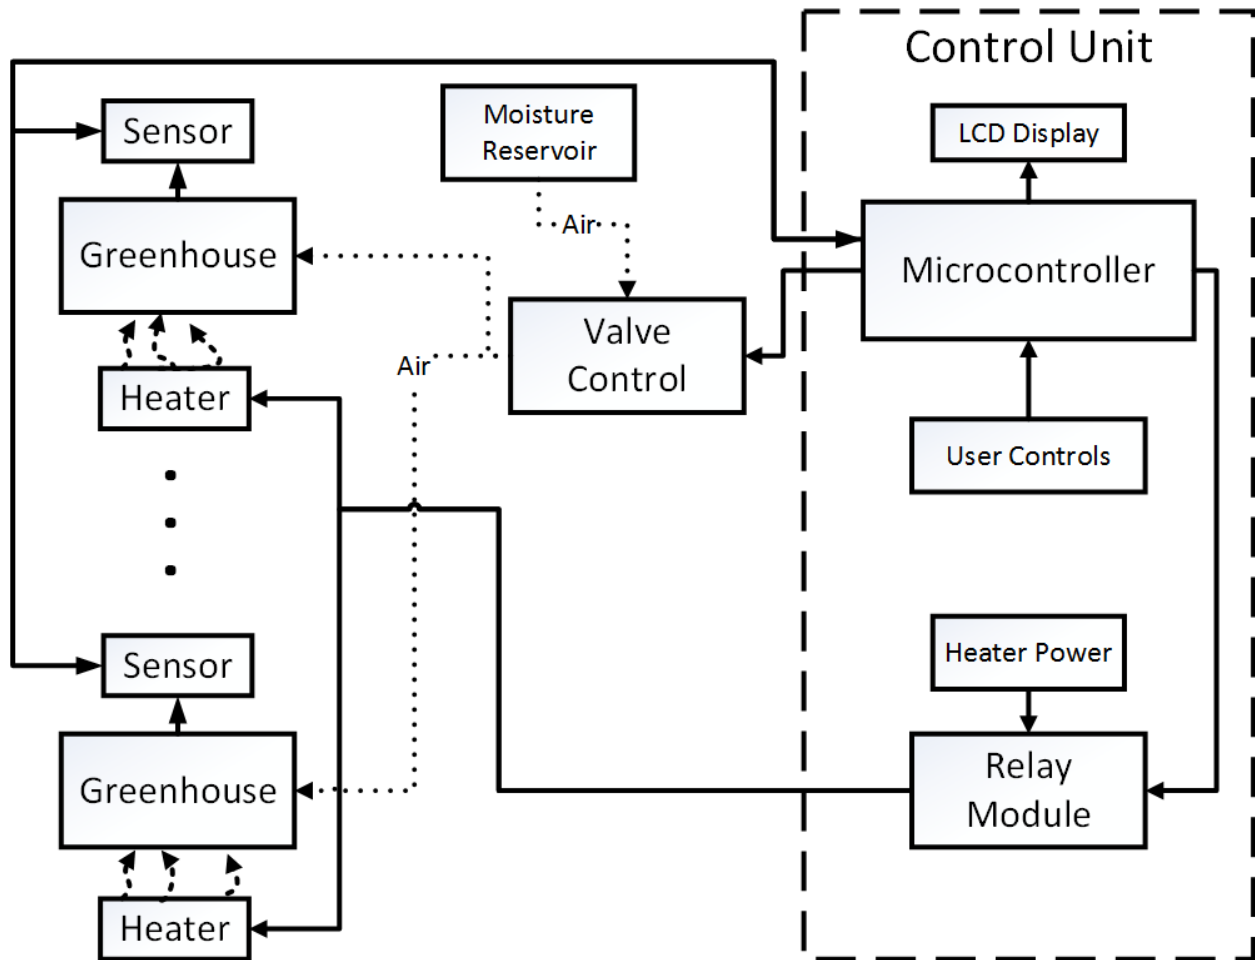 Control Unit
Sensor
Moisture
Reservoir
LCD Display
Greenhouse
Air
Microcontroller
Valve
Control
Air
Heater
User Controls
Sensor
Heater Power
Greenhouse
Relay
Module
Heater